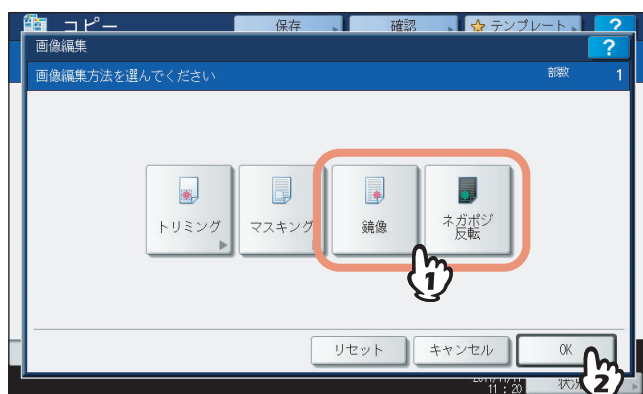 コピー 保存 確認 テンプレート ?
画像編集 ?
画像編集方法を選んでください 部数 1
トリミング マスキング 鏡像 ネガポジ
反転
1
リセット キャンセル OK
11:20 状況
2